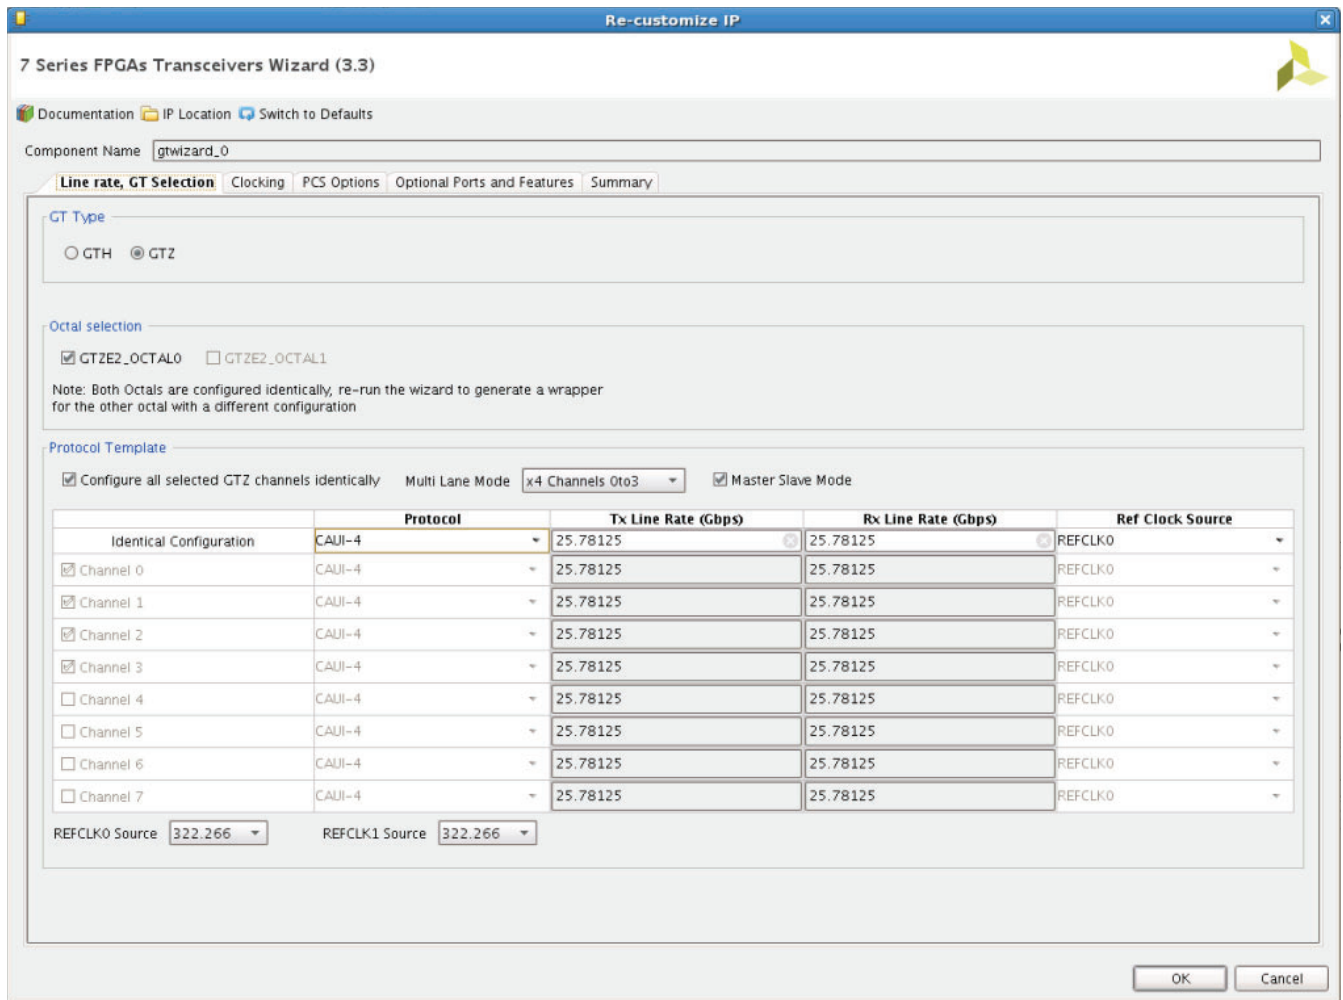 Re-customize IP
7 Series FPGAs Transceivers Wizard (3.3)
Documentation IP Location Switch to Defaults
Component Name gtwizard_0
Line rate, GT Selection Clocking PCS Options Optional Ports and Features Summary
GT Type
GTH GTZ
Octal selection
GTZE2_OCTAL0 GTZE2_OCTAL1
Note: Both Octals are configured identically, re-run the wizard to generate a wrapper
for the other octal with a different configuration
Protocol Template
Configure all selected GTZ channels identically Multi Lane Mode x4 Channels 0to3 Master Slave Mode
Protocol Tx Line Rate (Gbps) Rx Line Rate (Gbps) Ref Clock Source
Identical Configuration CAUI-4 25.78125 25.78125 REFCLK0
Channel 0 CAUI-4 25.78125 25.78125 REFCLK0
Channel 1 CAUI-4 25.78125 25.78125 REFCLK0
Channel 2 CAUI-4 25.78125 25.78125 REFCLK0
Channel 3 CAUI-4 25.78125 25.78125 REFCLK0
Channel 4 CAUI-4 25.78125 25.78125 REFCLK0
Channel 5 CAUI-4 25.78125 25.78125 REFCLK0
Channel 6 CAUI-4 25.78125 25.78125 REFCLK0
Channel 7 CAUI-4 25.78125 25.78125 REFCLK0
REFCLK0 Source 322.266 REFCLK1 Source 322.266
OK Cancel